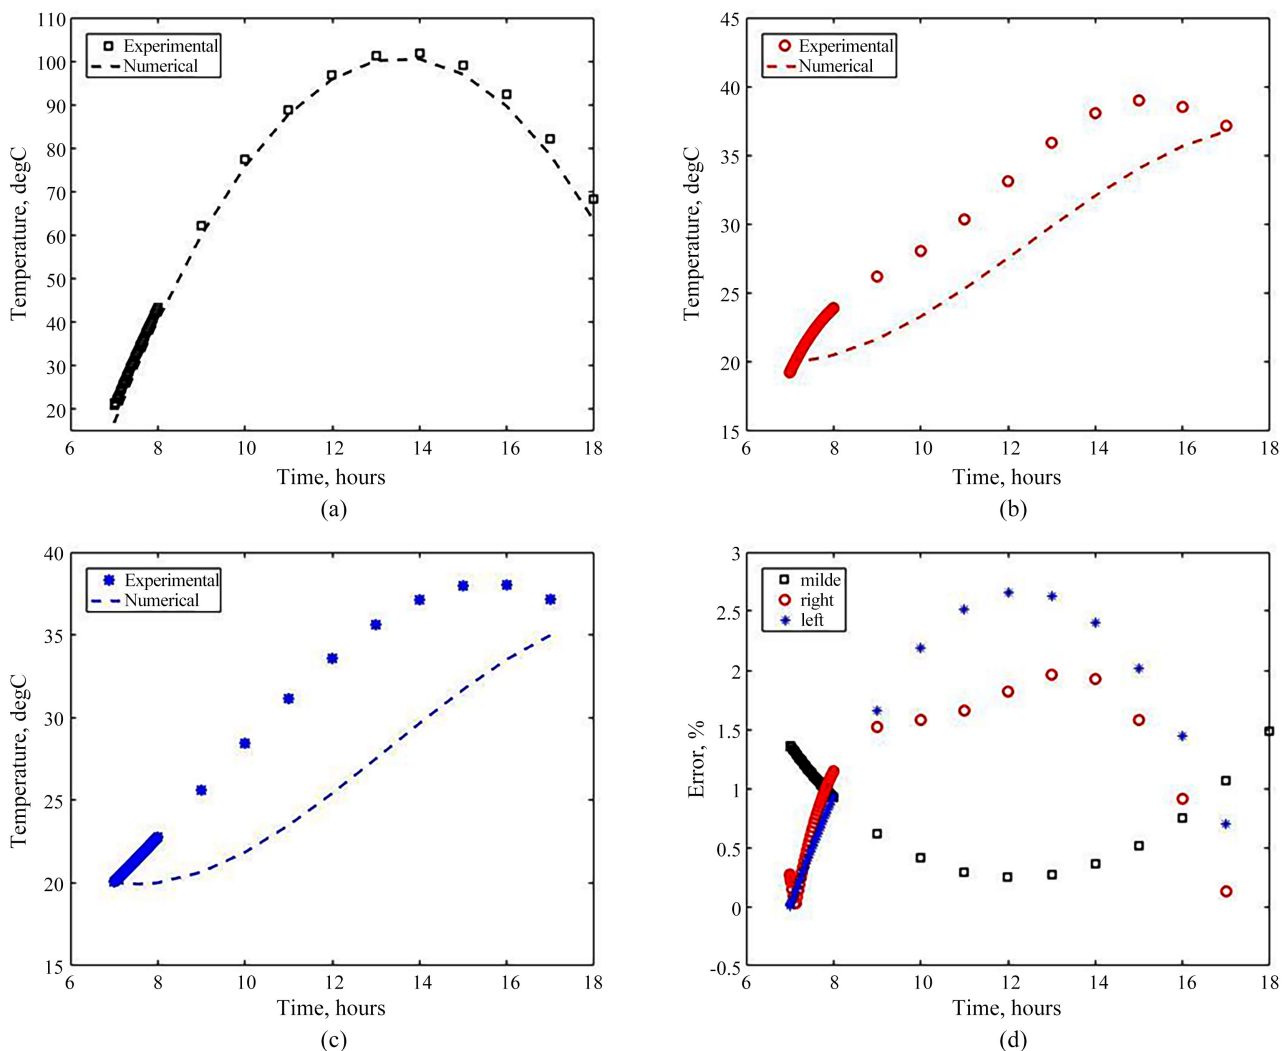 110
100
90
80
70
60
50
40
30
20
Temperature, degC
Experimental
Numerical
6 8 10 12 14 16 18
Time, hours
(a)
45
40
35
30
25
20
15
Temperature, degC
Experimental
Numerical
6 8 10 12 14 16 18
Time, hours
(b)
40
35
30
25
20
15
Temperature, degC
Experimental
Numerical
6 8 10 12 14 16 18
Time, hours
(c)
3
2.5
2
1.5
1
0.5
0
-0.5
Error, %
milde
right
left
6 8 10 12 14 16 18
Time, hours
(d)